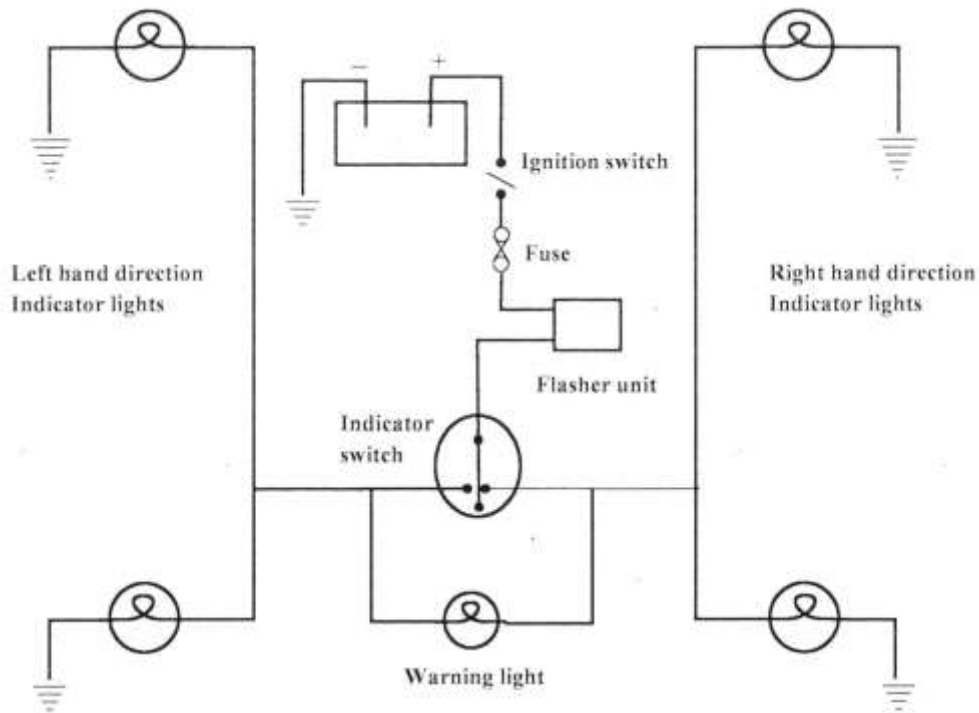 − +
Ignition switch
Fuse
Left hand direction
Indicator lights
Right hand direction
Indicator lights
Flasher unit
Indicator
switch
Warning light